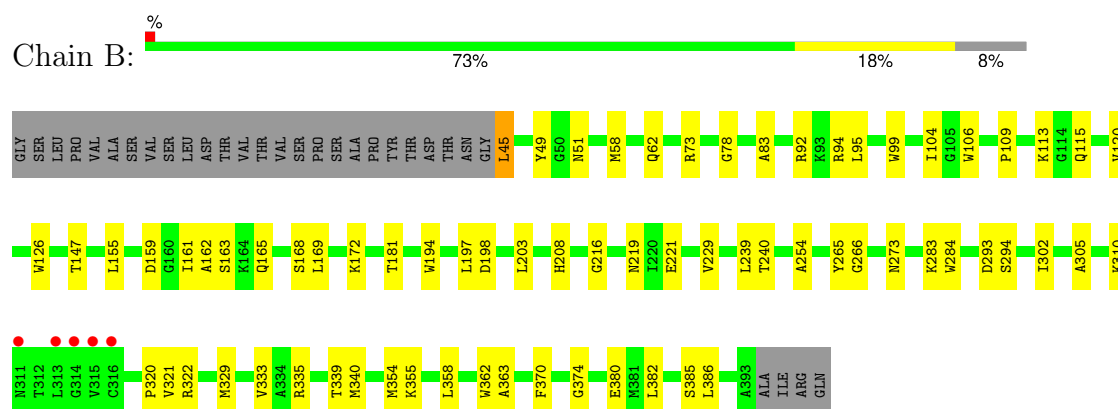 %
Chain B:
73% 18% 8%
GLY SER LEU PRO VAL ALA SER VAL SER LEU ASP THR VAL THR VAL SER PRO SER ALA PRO TYR THR ASP THR ASN GLY L45 Y49 G50 N51 M58 Q62 R73 G78 A83 R92 K93 R94 L95 W99 I104 G105 W106 P109 K113 G114 Q115
W126 T147 L155 D159 G160 I161 A162 S163 K164 Q165 S168 L169 K172 T181 W194 L197 D198 L203 H208 G216 N219 I220 E221 V229 L239 T240 A254 Y265 G266 N273 K283 W284 D293 S294 I302 A305 K310
N311 T312 L313 G314 V315 C316 P320 V321 R322 M329 V333 A334 R335 T339 M340 M354 K355 L358 W362 A363 F370 G374 E380 M381 L382 S385 L386 A393 ALA ILE ARG GLN